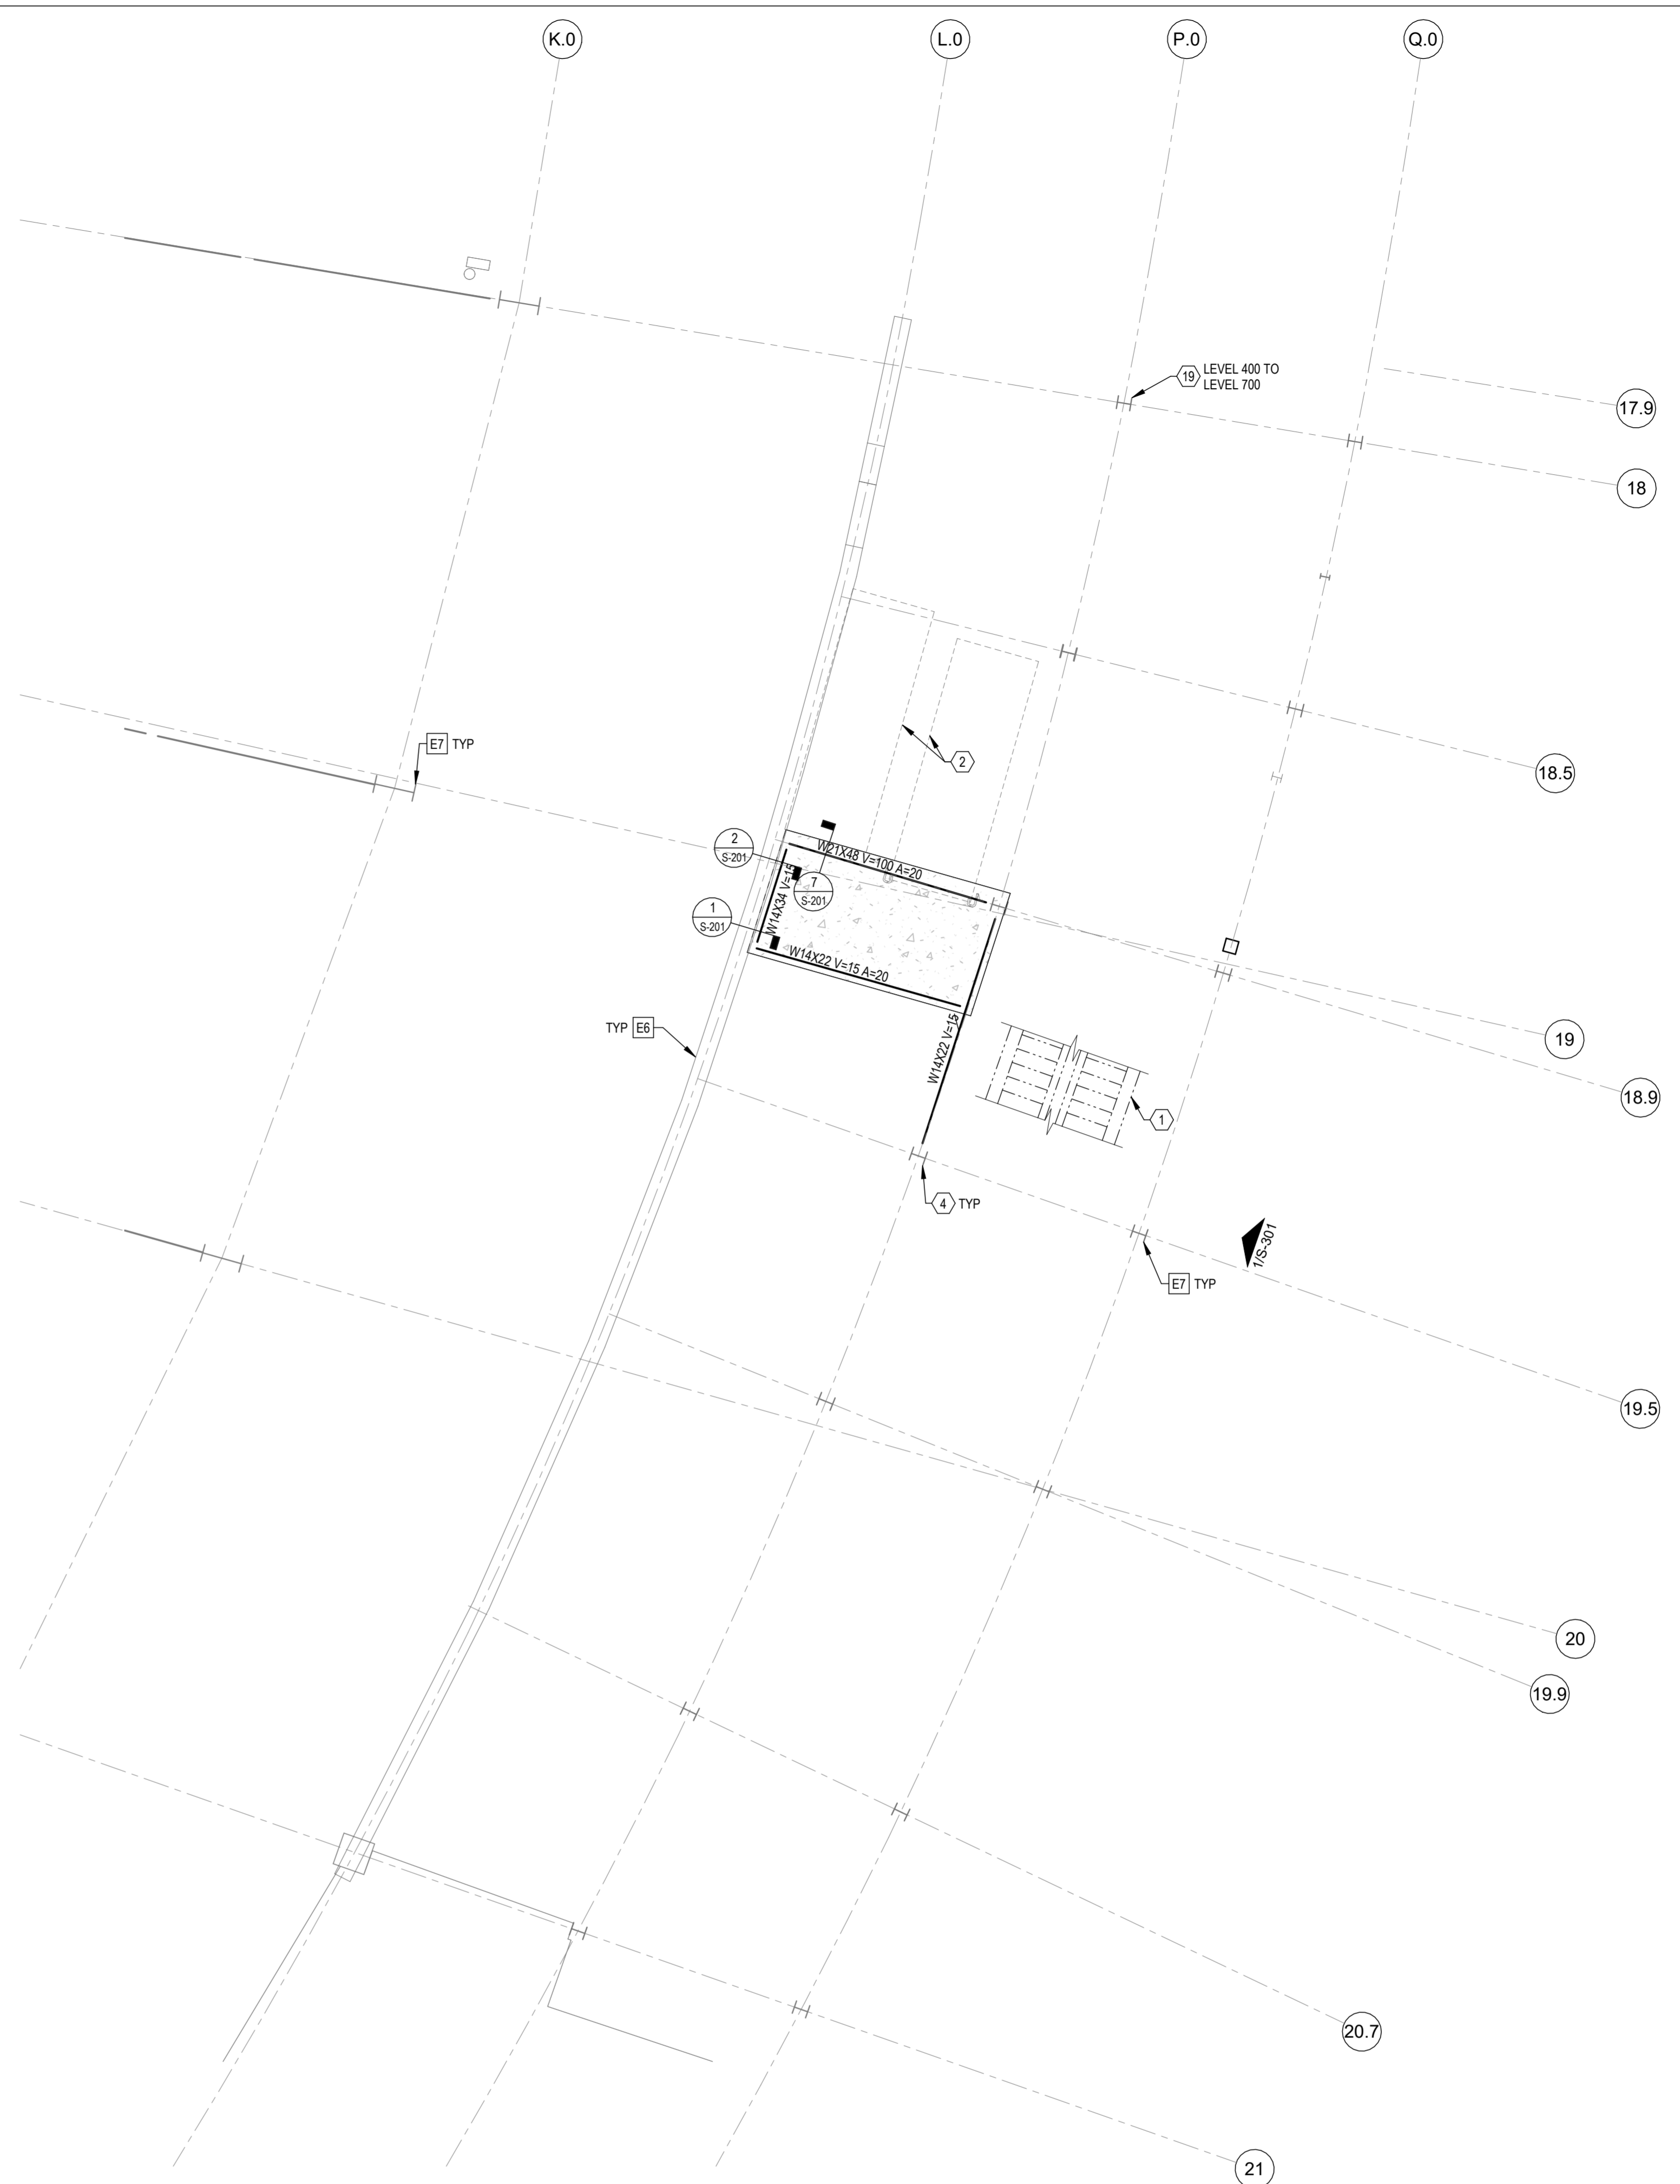 K.0
L.0
P.0
Q.0
19 LEVEL 400 TO
LEVEL 700
17.9
18
E7 TYP
2
18.5
2
S-201
W21X48 V=100 A=20
W14X34 V=15
7
S-201
1
S-201
W14X22 V=15 A=20
TYP E6
W14X22 V=15
19
18.9
1
4 TYP
1/S-301
E7 TYP
19.5
20
19.9
20.7
21